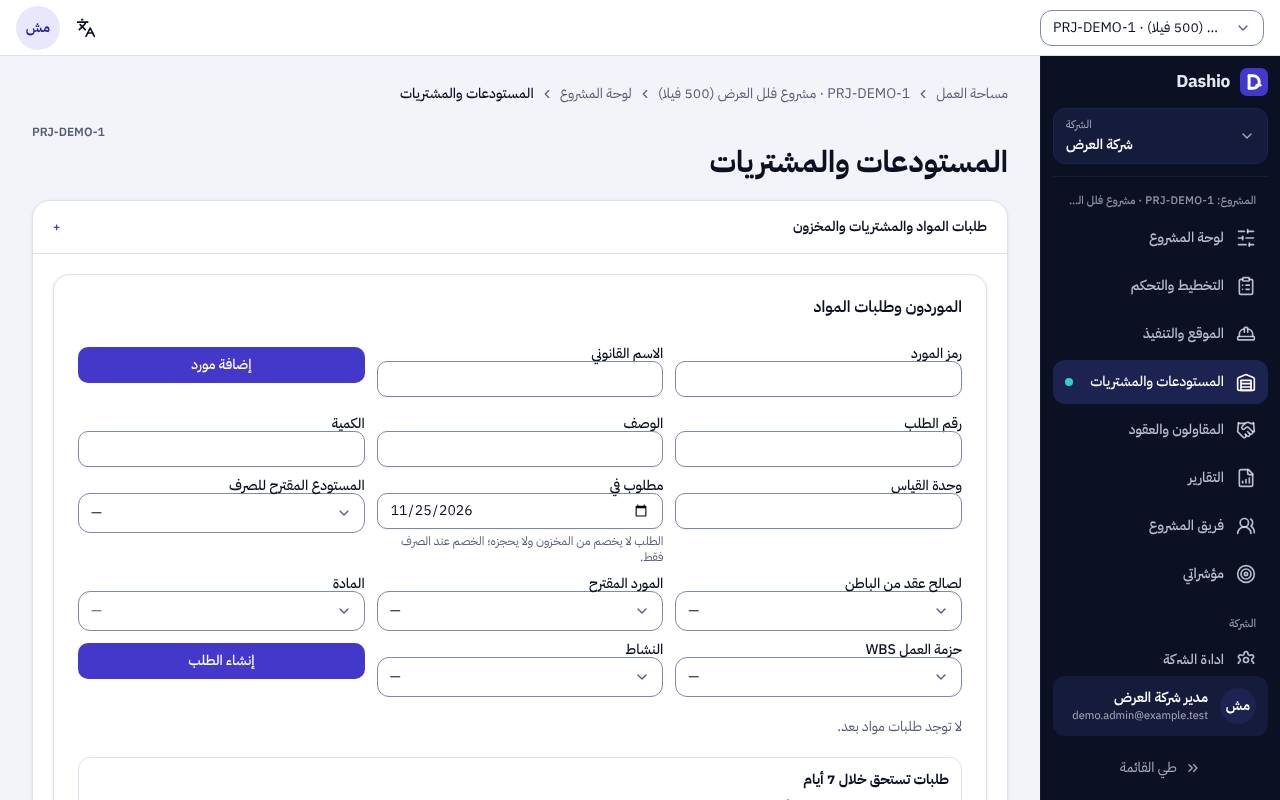 PRJ-DEMO-1 · (500 فيلا) ...
مش
Dashio
الشركة
شركة العرض
المشروع: PRJ-DEMO-1 · مشروع فلل الـ...
لوحة المشروع
التخطيط والتحكم
الموقع والتنفيذ
المستودعات والمشتريات
المقاولون والعقود
التقارير
فريق المشروع
مؤشراتي
الشركة
إدارة الشركة
مش
مدير شركة العرض
demo.admin@example.test
طي القائمة
مساحة العمل
PRJ-DEMO-1 · مشروع فلل العرض (500 فيلا)
لوحة المشروع
المستودعات والمشتريات
PRJ-DEMO-1
المستودعات والمشتريات
طلبات المواد والمشتريات والمخزون
+
الموردون وطلبات المواد
رمز المورد
الاسم القانوني
إضافة مورد
رقم الطلب
الوصف
الكمية
وحدة القياس
مطلوب في
11/25/2026
الطلب لا يخصم من المخزون ولا يحجزه؛ الخصم عند الصرف
فقط.
المستودع المقترح للصرف
—
لصالح عقد من الباطن
—
المورد المقترح
—
المادة
—
حزمة العمل WBS
—
النشاط
—
إنشاء الطلب
لا توجد طلبات مواد بعد.
طلبات تستحق خلال 7 أيام